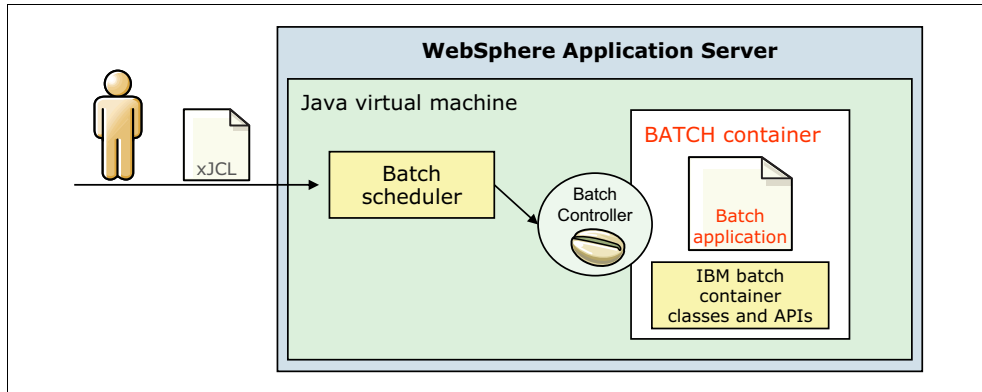 WebSphere Application Server
Java virtual machine
xJCL
Batch
scheduler
Batch
Controller
BATCH container
Batch
application
IBM batch
container
classes and APIs